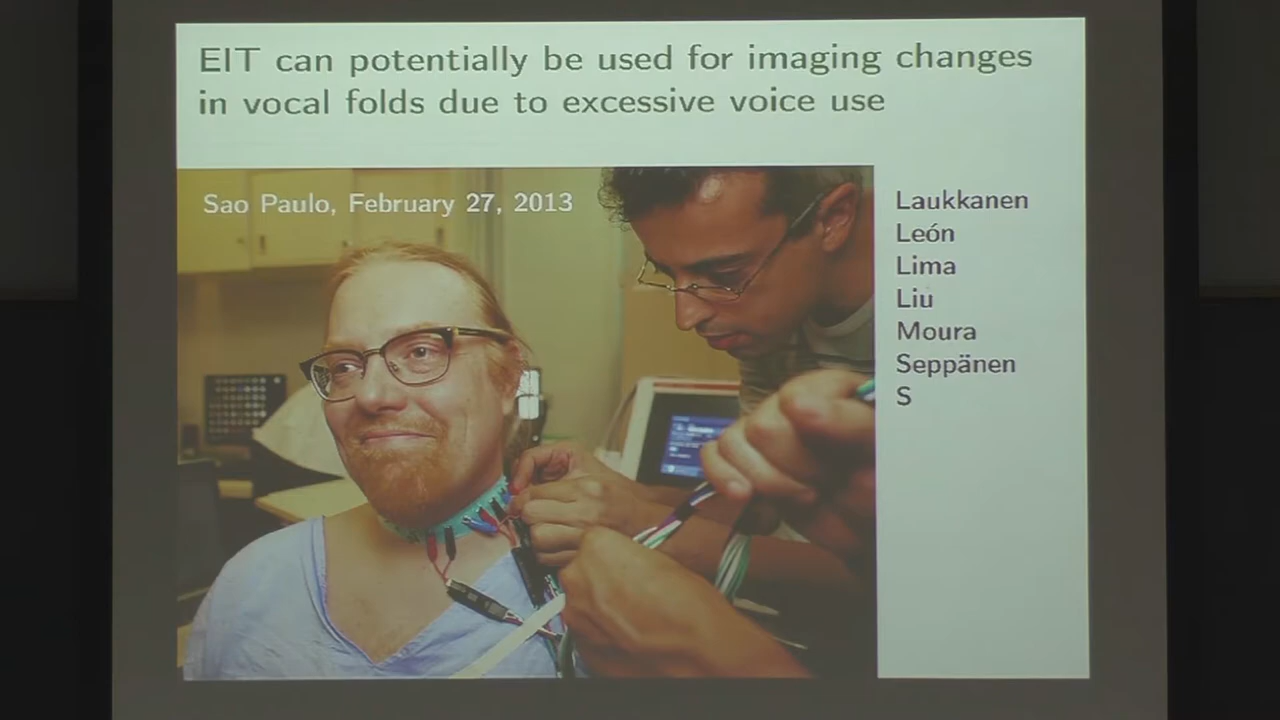 EIT can potentially be used for imaging changes
in vocal folds due to excessive voice use
Sao Paulo, February 27, 2013
Laukkanen
León
Lima
Liu
Moura
Seppänen
S